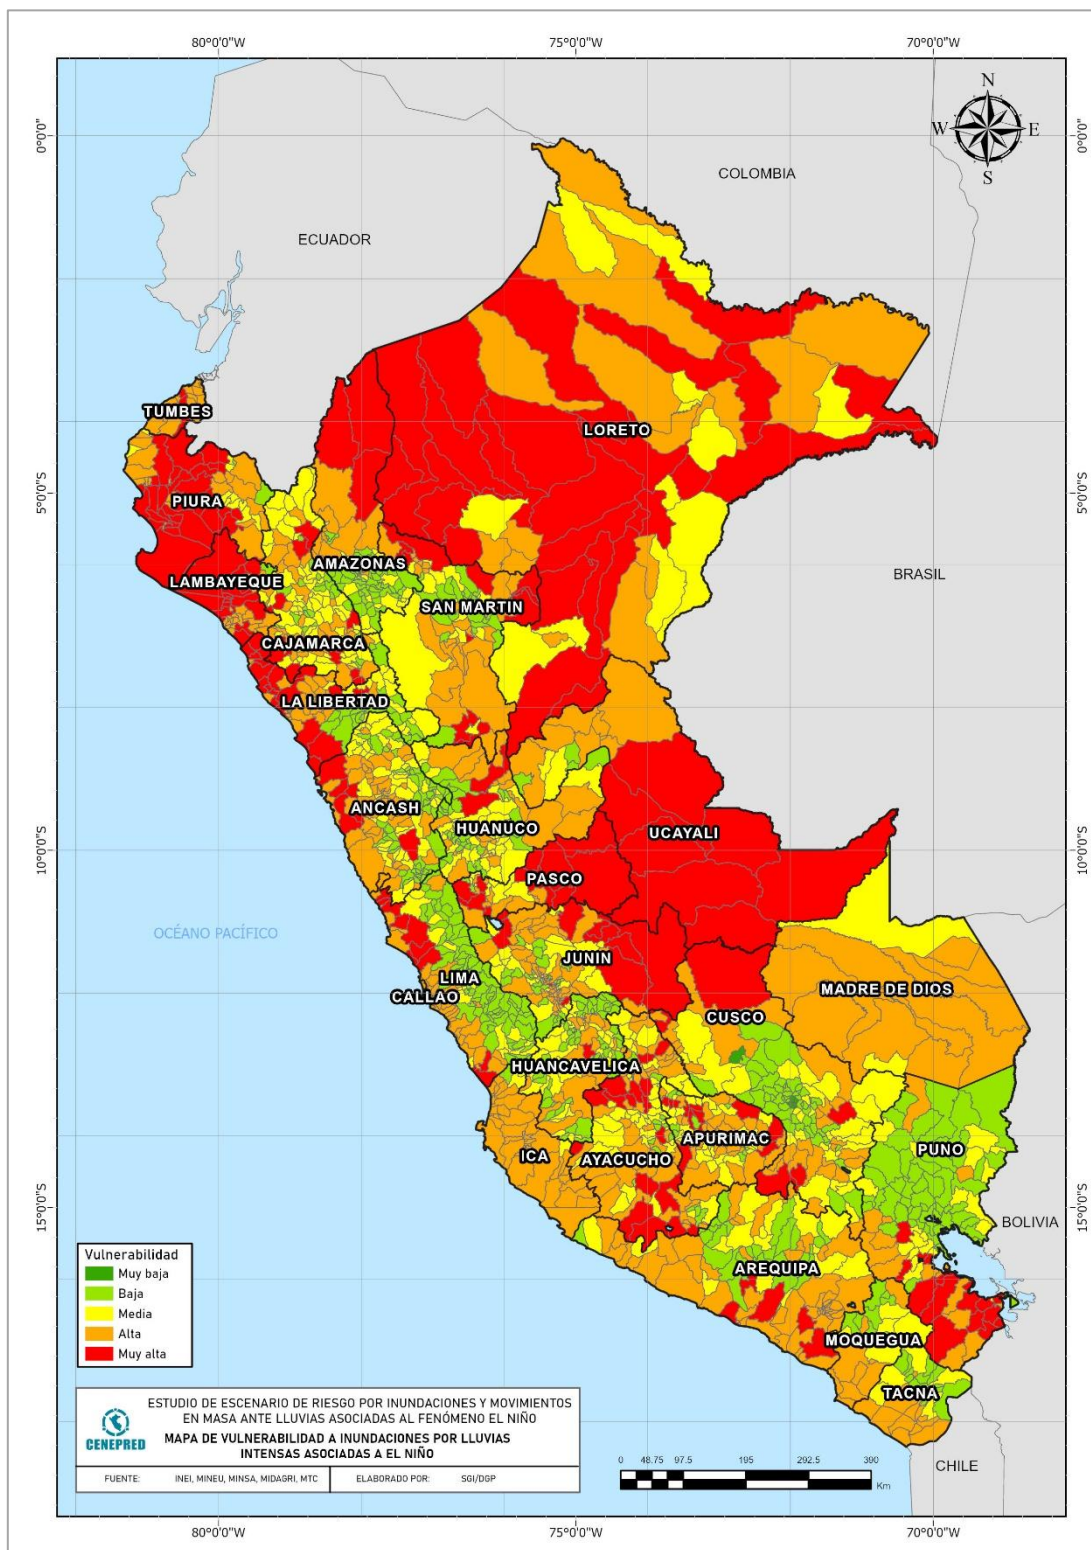 80°0'0"W 75°0'0"W 70°0'0"W
N
W E
S
0°0'0"
0°0'0"
COLOMBIA
ECUADOR
TUMBES
LORETO
5°0'0"S
5°0'0"S
PIURA
AMAZONAS
BRASIL
LAMBAYEQUE
SAN MARTIN
CAJAMARCA
LA LIBERTAD
ANCASH
HUANUCO
UCAYALI
10°0'0"S
10°0'0"S
PASCO
OCÉANO PACÍFICO
JUNIN
LIMA
MADRE DE DIOS
CALLAO
CUSCO
HUANCAVELICA
APURIMAC
ICA
AYACUCHO
PUNO
15°0'0"S
15°0'0"S
BOLIVIA
AREQUIPA
MOQUEGUA
TACNA
CHILE
Vulnerabilidad
Muy baja
Baja
Media
Alta
Muy alta
CENEPRED
ESTUDIO DE ESCENARIO DE RIESGO POR INUNDACIONES Y MOVIMIENTOS
EN MASA ANTE LLUVIAS ASOCIADAS AL FENÓMENO EL NIÑO
MAPA DE VULNERABILIDAD A INUNDACIONES POR LLUVIAS
INTENSAS ASOCIADAS A EL NIÑO
FUENTE: INEI, MINEU, MINSA, MIDAGRI, MTC ELABORADO POR: SGI/DGP
0 48.75 97.5 195 292.5 390
Km
80°0'0"W 75°0'0"W 70°0'0"W